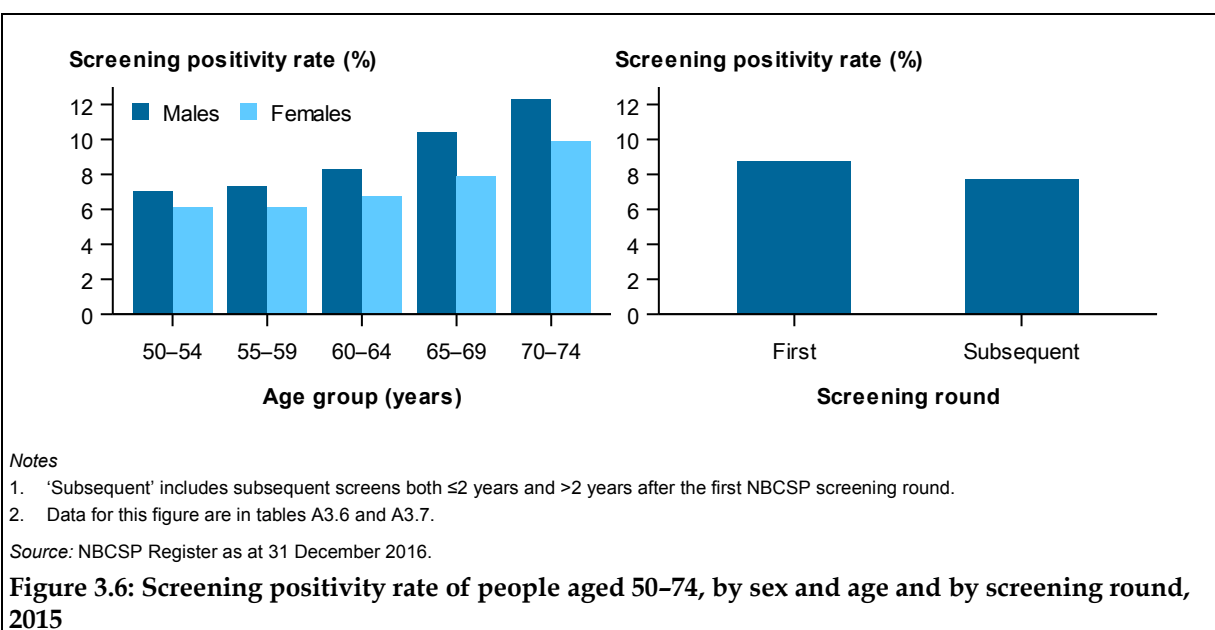 Screening positivity rate (%)
12
10
8
6
4
2
0
Males Females
50–54 55–59 60–64 65–69 70–74
Age group (years)
Screening positivity rate (%)
12
10
8
6
4
2
0
First Subsequent
Screening round
Notes
1. ‘Subsequent’ includes subsequent screens both ≤2 years and >2 years after the first NBCSP screening round.
2. Data for this figure are in tables A3.6 and A3.7.
Source: NBCSP Register as at 31 December 2016.
Figure 3.6: Screening positivity rate of people aged 50–74, by sex and age and by screening round,
2015